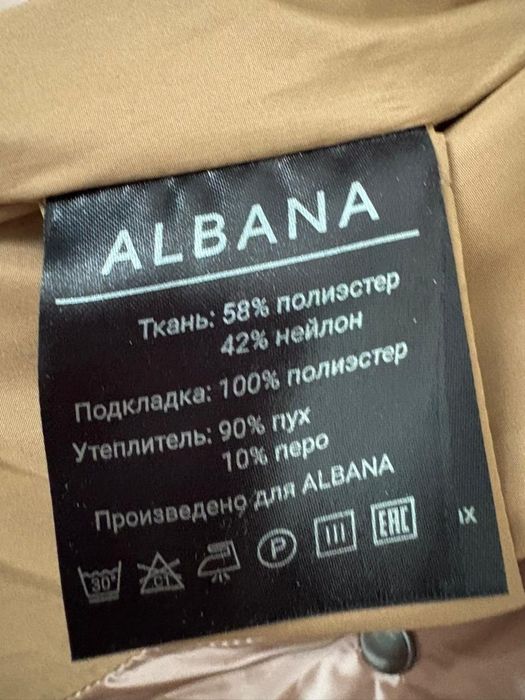 ALBANA
Ткань: 58% полиэстер
42% нейлон
Подкладка: 100% полиэстер
Утеплитель: 90% пух
10% перо
Произведено для ALBANA
30° CL P EAC